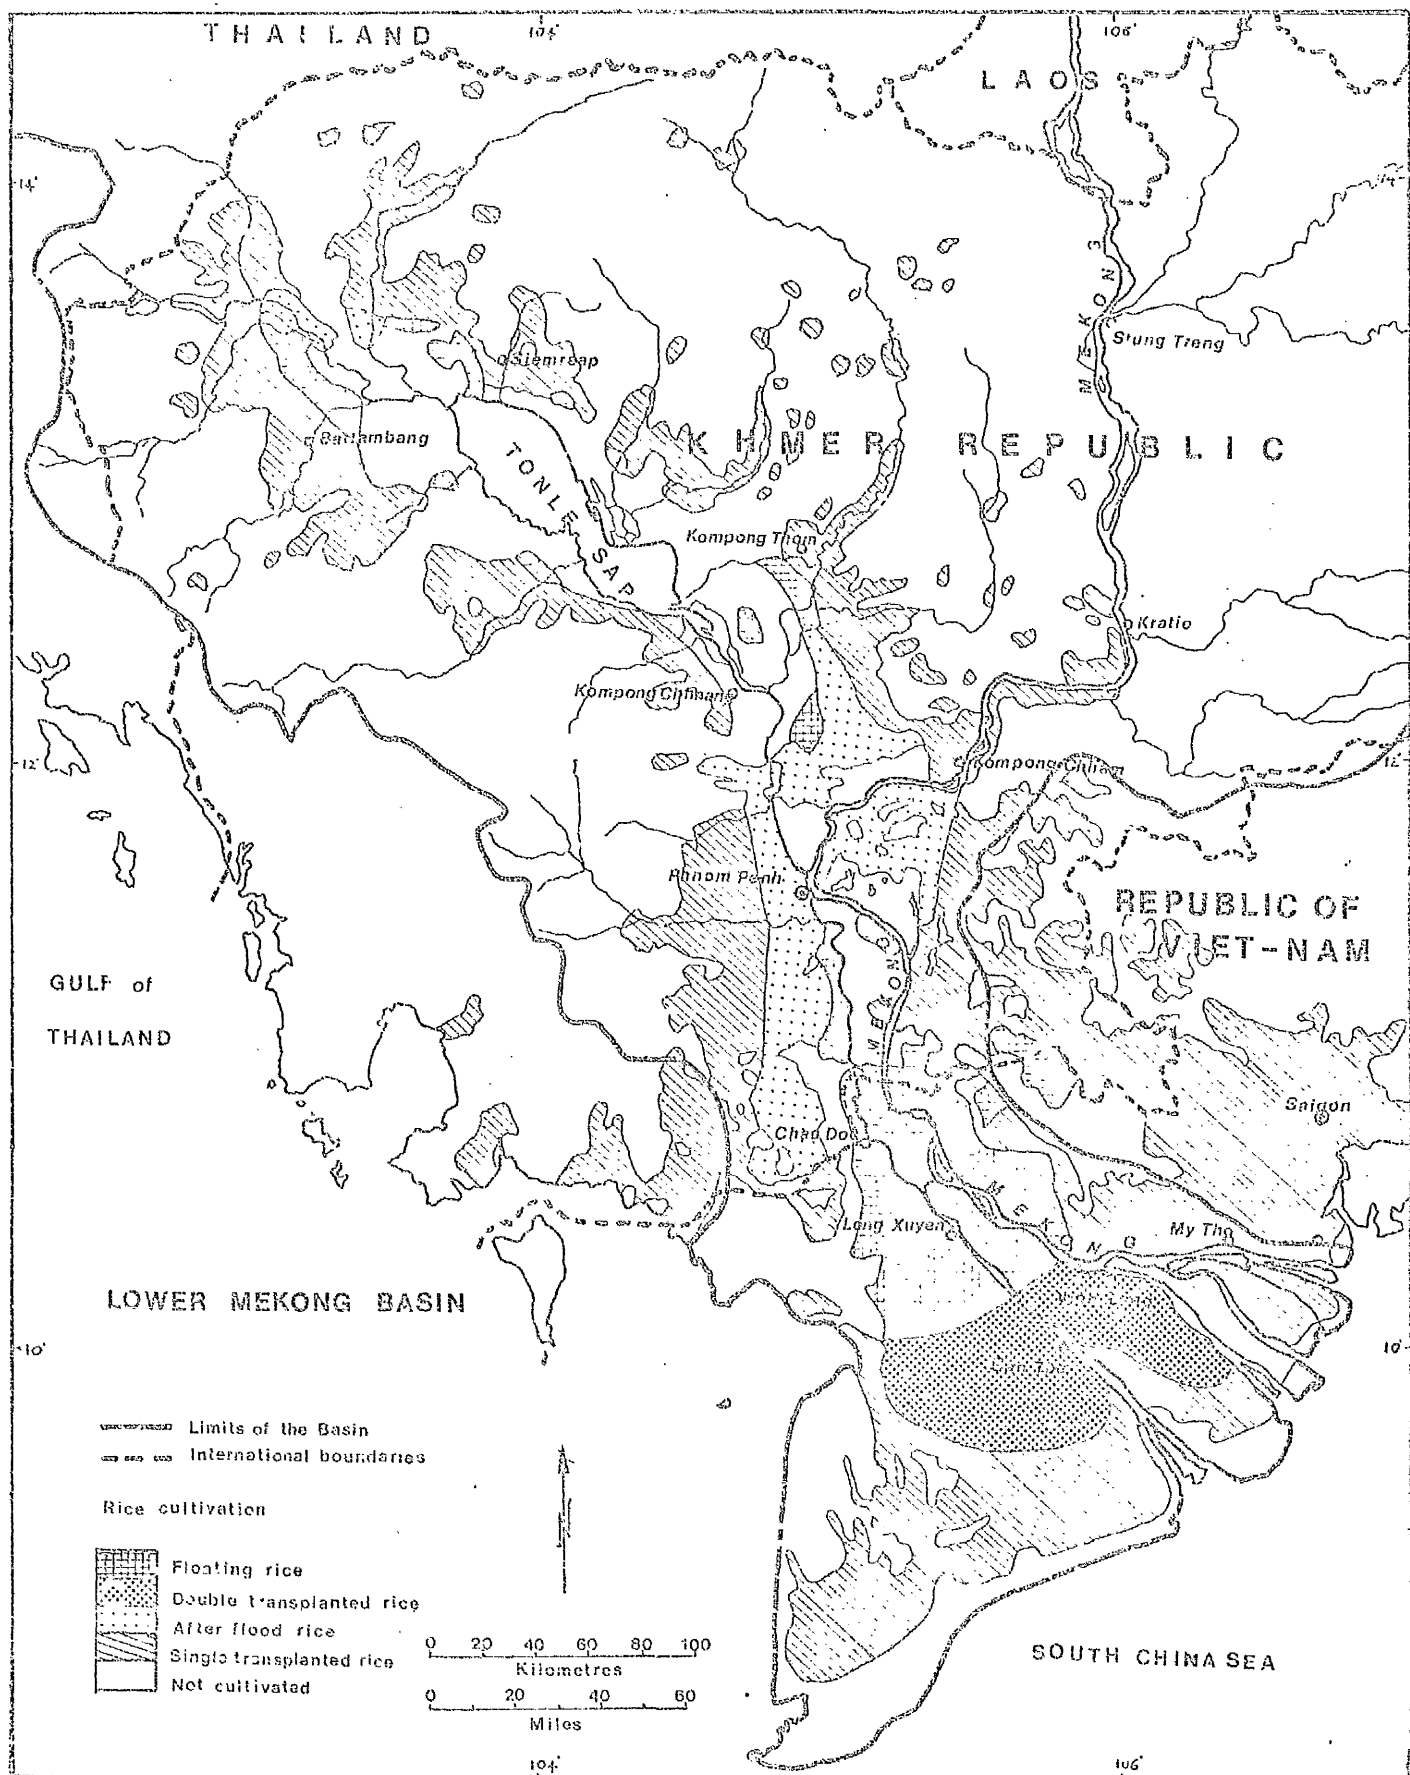 THAILAND
104°
106°
LAOS
14°
14°
MEKONG
Stung Treng
Siemreap
Battambang
KHMER REPUBLIC
TONLE SAP
Kompong Thom
Kratie
Kompong Chhnang
12°
Kompong Cham
12°
Phnom Penh
REPUBLIC OF
VIET-NAM
MEKONG
GULF of
THAILAND
Saigon
Chau Doc
Long Xuyen
MEKONG
My Tho
LOWER MEKONG BASIN
10°
10°
Can Tho
Limits of the Basin
International boundaries
Rice cultivation
Floating rice
Double transplanted rice
After flood rice
Single transplanted rice
Not cultivated
0 20 40 60 80 100
Kilometres
0 20 40 60
Miles
SOUTH CHINA SEA
104°
106°